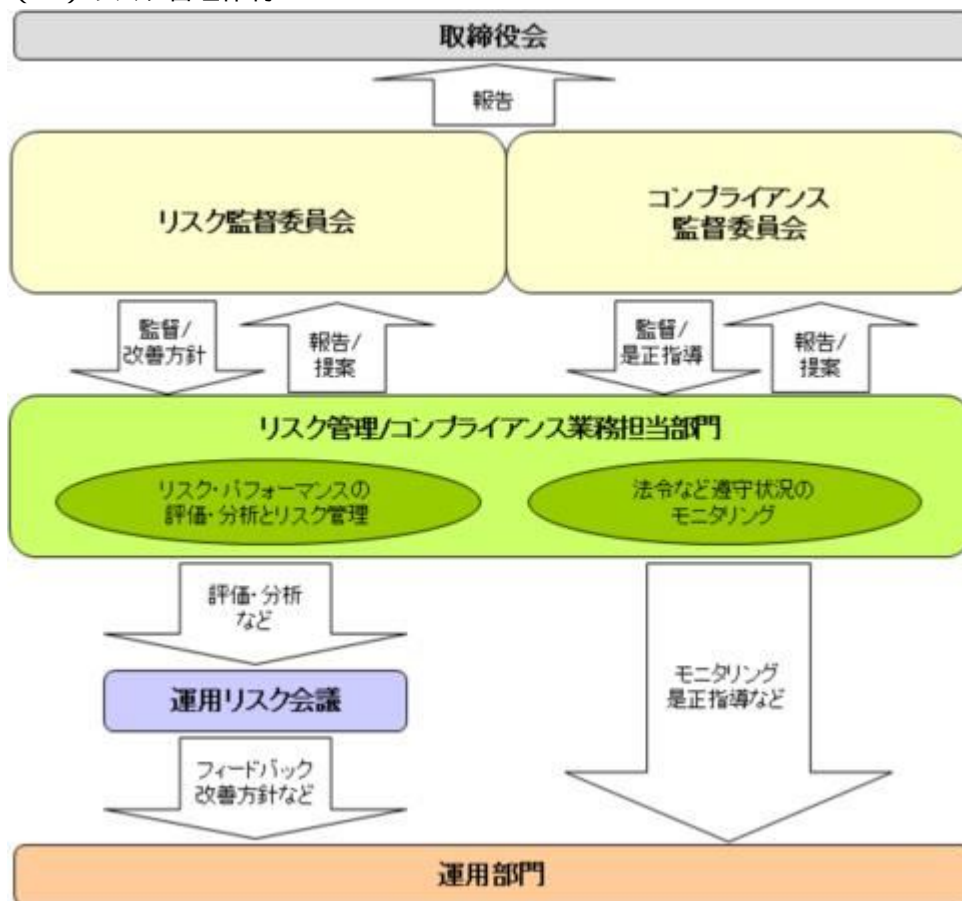 取締役会
報告
リスク監督委員会
コンプライアンス
監督委員会
監督/
改善方針
報告/
提案
監督/
是正指導
報告/
提案
リスク管理/コンプライアンス業務担当部門
リスク・パフォーマンスの
評価・分析とリスク管理
法令など遵守状況の
モニタリング
評価・分析
など
運用リスク会議
モニタリング
是正指導など
フィードバック
改善方針など
運用部門